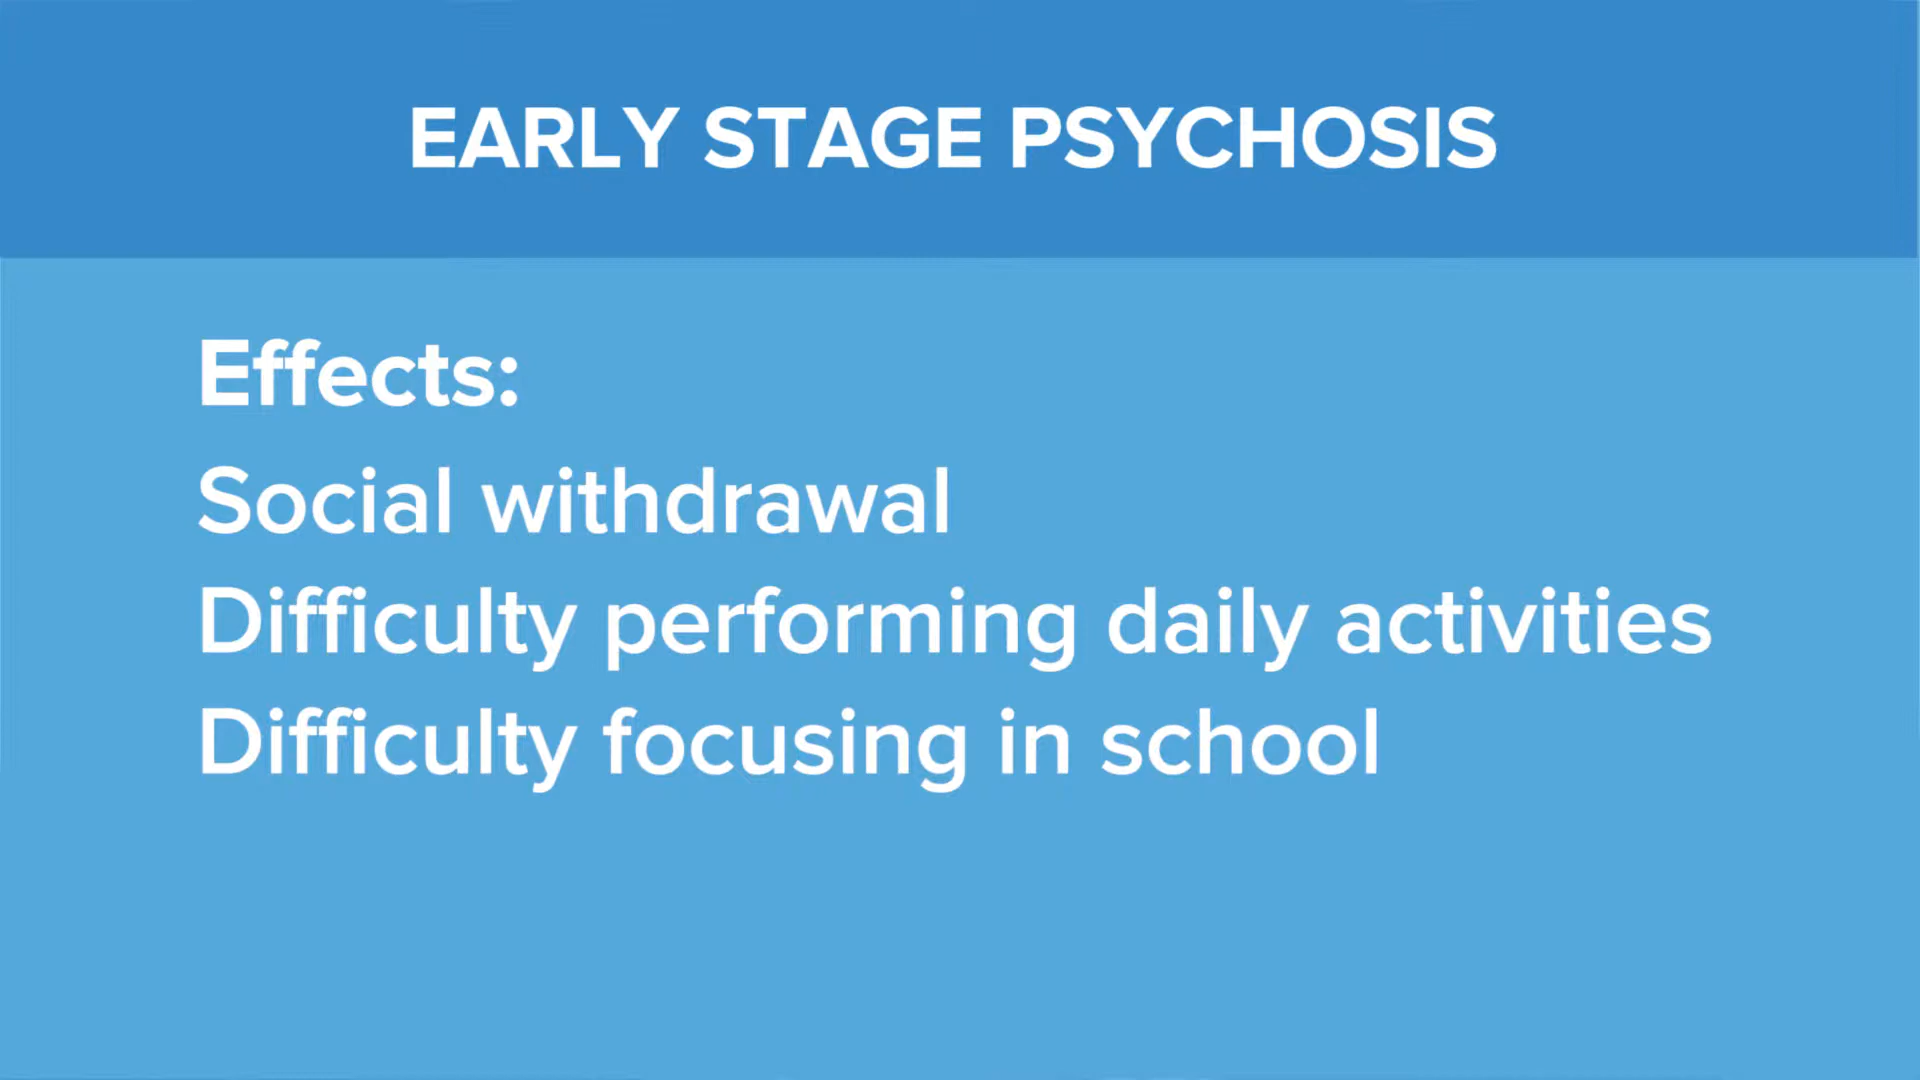 EARLY STAGE PSYCHOSIS
Effects:
Social withdrawal
Difficulty performing daily activities
Difficulty focusing in school